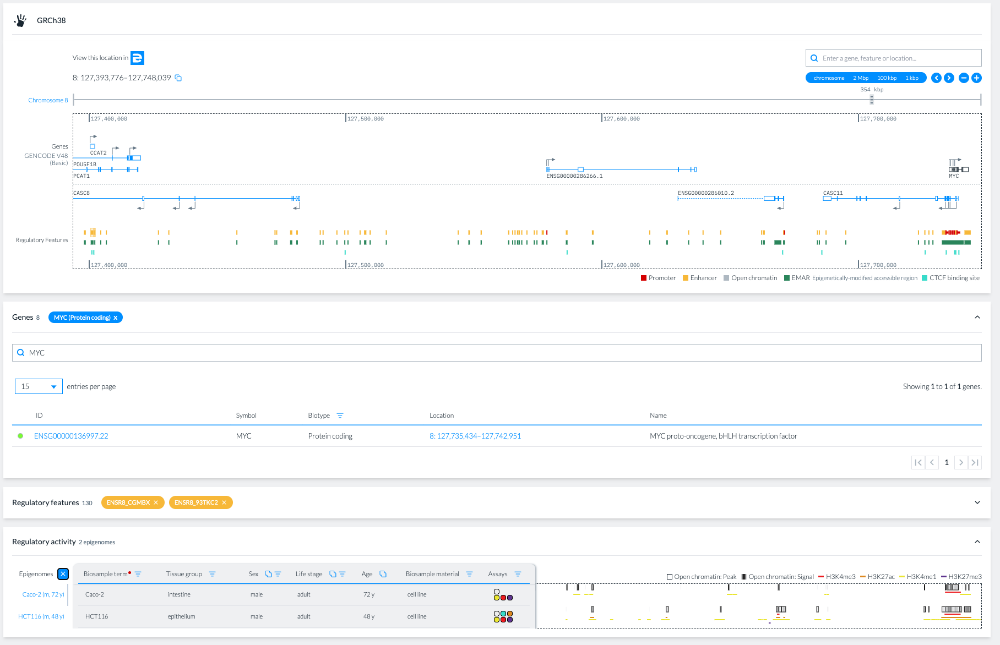 GRCh38
View this location in
Enter a gene, feature or location...
8: 127,393,776–127,748,039
chromosome 2 Mbp 100 kbp 1 kbp
354 kbp
Chromosome 8
127,400,000 127,500,000 127,600,000 127,700,000
Genes
GENCODE V48
(Basic)
CCAT2
POU5F1B
PCAT1
ENSG00000286266.1
MYC
CASC8
ENSG00000286010.2
CASC11
Regulatory Features
127,400,000 127,500,000 127,600,000 127,700,000
Promoter Enhancer Open chromatin EMAR Epigenetically-modified accessible region CTCF binding site
Genes 8 MYC (Protein coding) x
MYC
15 entries per page
Showing 1 to 1 of 1 genes.
ID Symbol Biotype Location Name
ENSG00000136997.22 MYC Protein coding 8: 127,735,434–127,742,951 MYC proto-oncogene, bHLH transcription factor
1
Regulatory features 130 ENSR8_CGMBX × ENSR8_93TKC2 ×
Regulatory activity 2 epigenomes
Epigenomes Biosample term Tissue group Sex Life stage Age Biosample material Assays
Open chromatin: Peak Open chromatin: Signal H3K4me3 H3K27ac H3K4me1 H3K27me3
Caco-2 (m, 72 y) Caco-2 intestine male adult 72 y cell line
HCT116 (m, 48 y) HCT116 epithelium male adult 48 y cell line